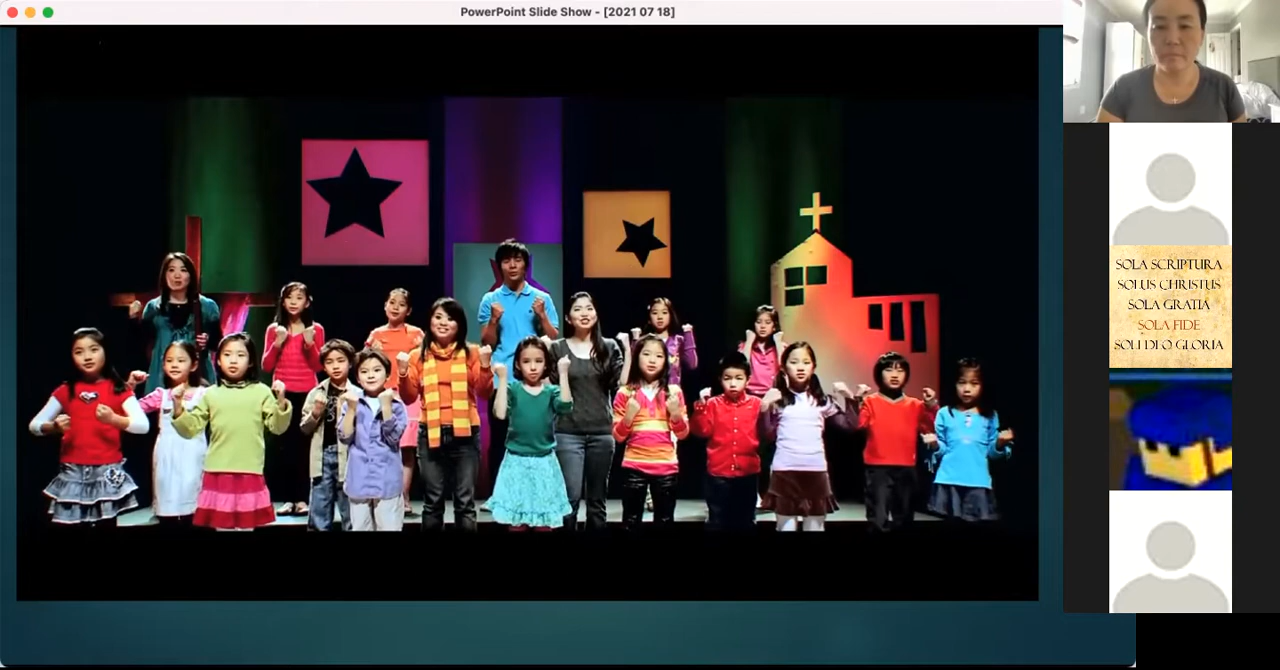 PowerPoint Slide Show - [2021 07 18]
SOLA SCRIPTURA
SOLUS CHRISTUS
SOLA GRATIA
SOLA FIDE
SOLI DEO GLORIA